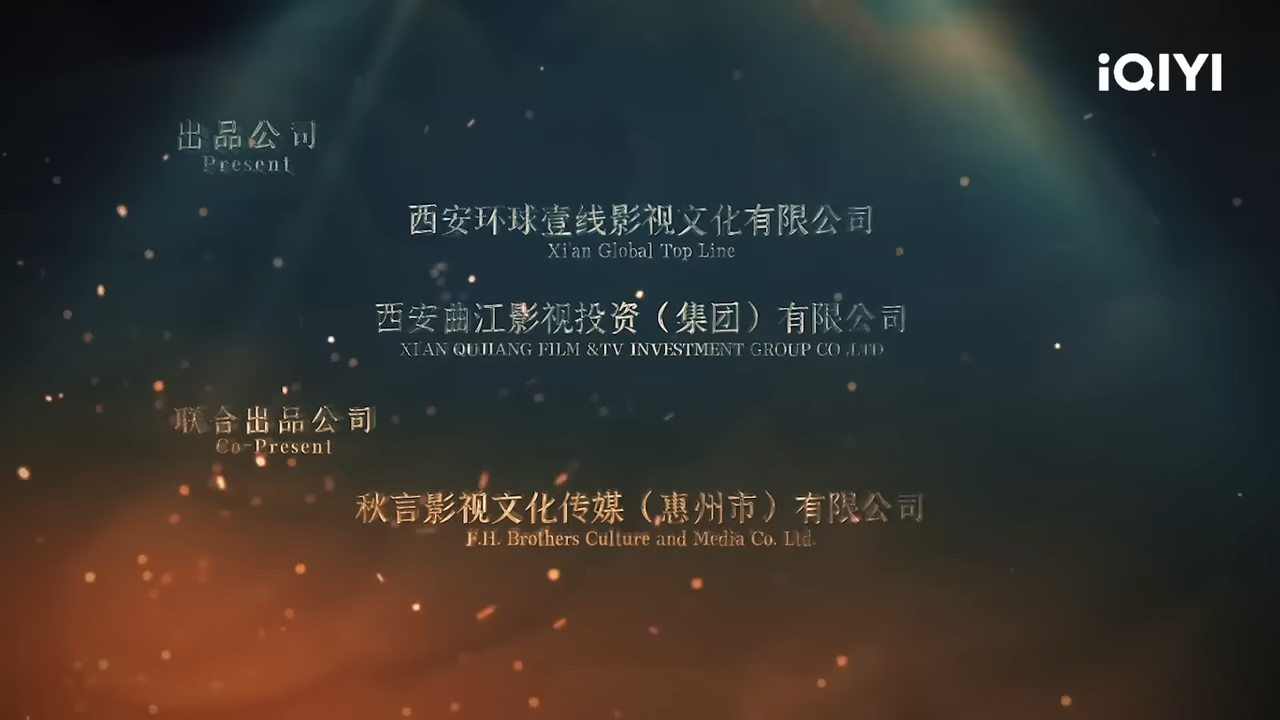 iQIYI
出品公司
Present
西安环球壹线影视文化有限公司
Xi'an Global Top Line
西安曲江影视投资（集团）有限公司
XI'AN QUJIANG FILM &TV INVESTMENT GROUP CO .,LTD
联合出品公司
Co-Present
秋言影视文化传媒（惠州市）有限公司
F.H. Brothers Culture and Media Co. Ltd.